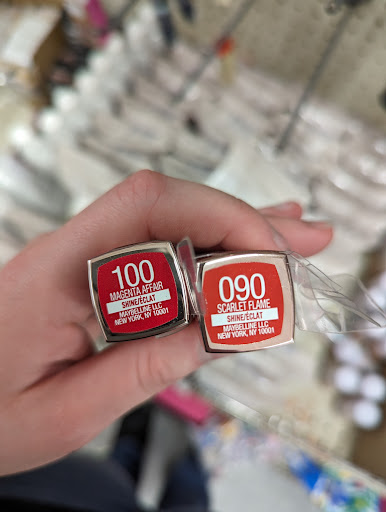 100
MAGENTA AFFAIR
SHINE/ÉCLAT
MAYBELLINE LLC
NEW YORK, NY 10001
090
SCARLET FLAME
SHINE/ÉCLAT
MAYBELLINE LLC
NEW YORK, NY 10001